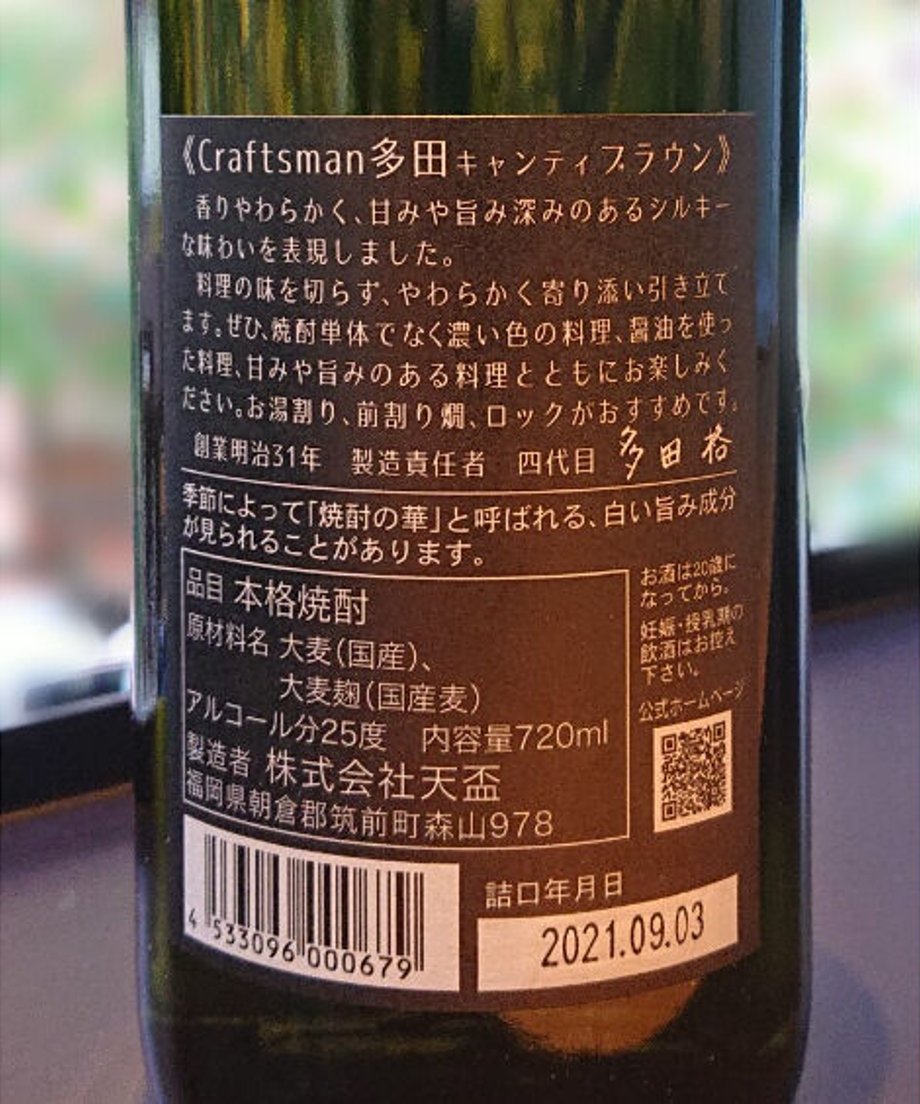 《Craftsman多田キャンティブラウン》
香りやわらかく、甘みや旨み深みのあるシルキー
な味わいを表現しました。
料理の味を切らず、やわらかく寄り添い引き立て
ます。ぜひ、焼酎単体でなく濃い色の料理、醤油を使っ
た料理、甘みや旨みのある料理とともにお楽しみく
ださい。お湯割り、前割り燗、ロックがおすすめです。
創業明治31年 製造責任者 四代目 多田 格
季節によって「焼酎の華」と呼ばれる、白い旨み成分
が見られることがあります。
品目 本格焼酎
原材料名 大麦(国産)、
大麦麹(国産麦)
アルコール分25度 内容量720ml
製造者 株式会社天盃
福岡県朝倉郡筑前町森山978
お酒は20歳に
なってから。
妊娠・授乳期の
飲酒はお控え
下さい。
公式ホームページ
4 533096 000679
詰口年月日
2021.09.03